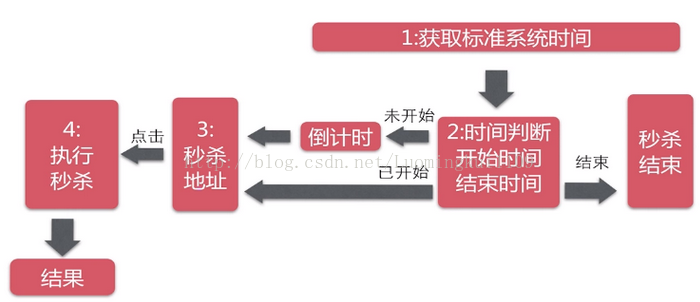 1:获取标准系统时间
4:
执行
秒杀
点击
3:
秒杀
地址
倒计时
未开始
已开始
2:时间判断
开始时间
结束时间
结束
秒杀
结束
结果